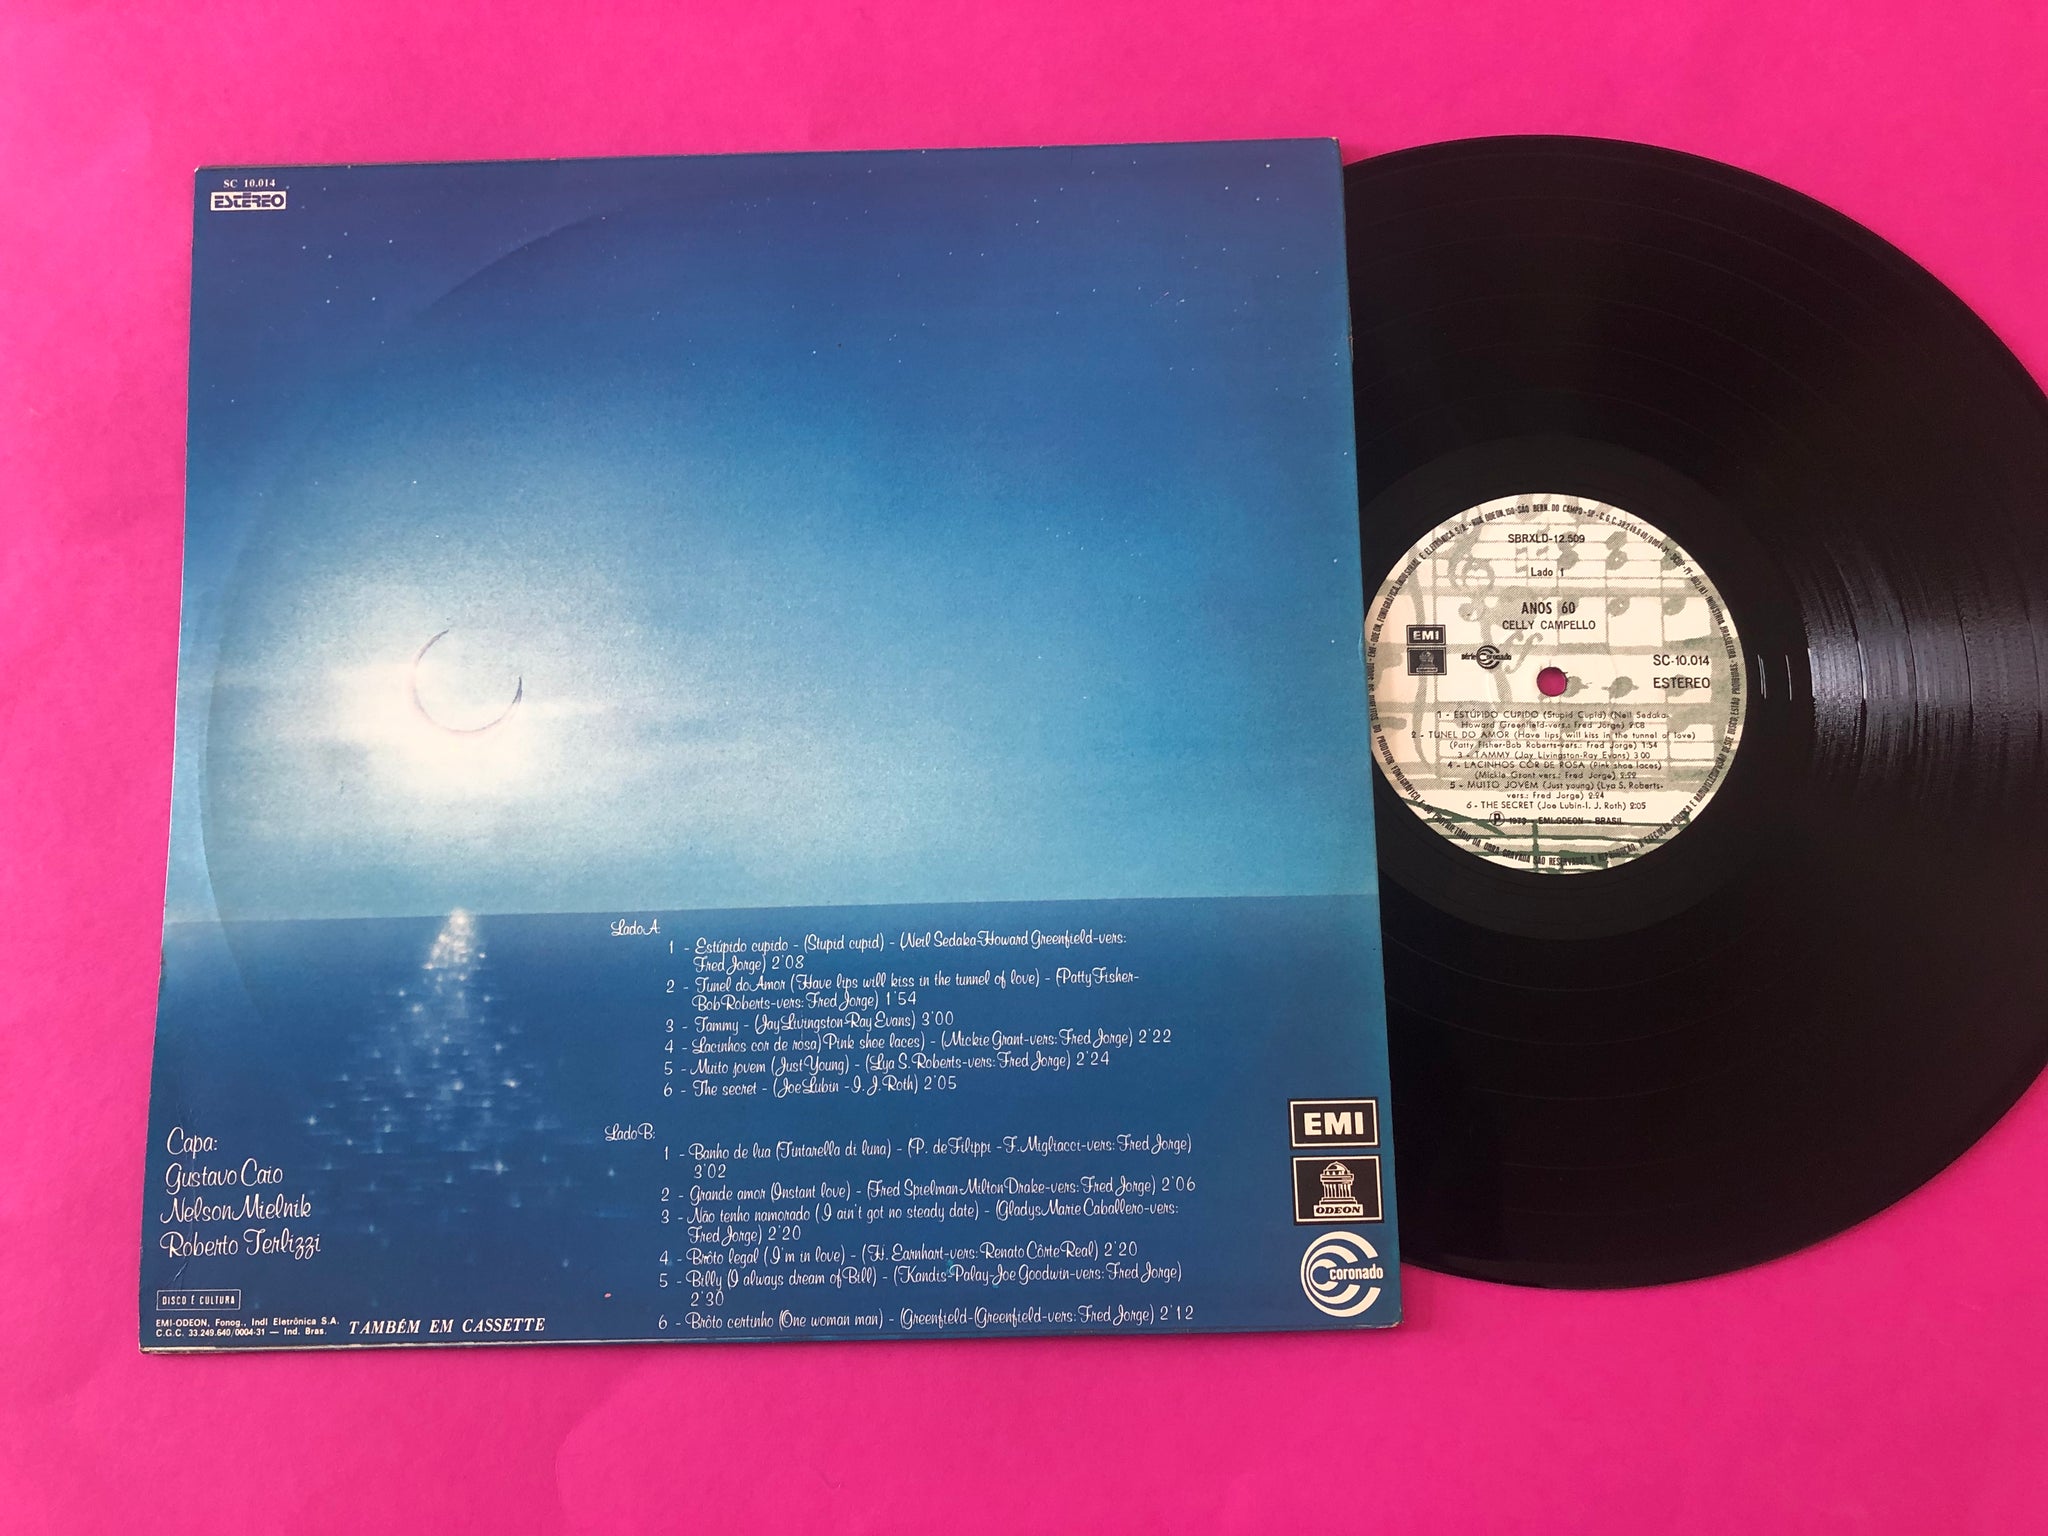 SC 10.014
ESTÉREO
Lado A:
1 - Estúpido cupido - (Stupid cupid) - (Neil Sedaka-Howard Greenfield-vers:
Fred Jorge) 2'08
2 - Tunel do Amor (Have lips will kiss in the tunnel of love) - (Patty Fisher-
Bob Roberts-vers: Fred Jorge) 1'54
3 - Tammy - (Jay Livingston-Ray Evans) 3'00
4 - Lacinhos cor de rosa) Pink shoe laces) - (Mickie Grant-vers: Fred Jorge) 2'22
5 - Muito jovem (Just Young) - (Lya S. Roberts-vers: Fred Jorge) 2'24
6 - The secret - (Joe Lubin - I. J. Roth) 2'05
Lado B:
1 - Banho de lua (Tintarella di luna) - (P. de Filippi - F. Migliacci-vers: Fred Jorge)
3'02
2 - Grande amor (Instant love) - (Fred Spielman-Milton Drake-vers: Fred Jorge) 2'06
3 - Não tenho namorado (I ain't got no steady date) - (Gladys Marie Caballero-vers:
Fred Jorge) 2'20
4 - Brôto legal (I'm in love) - (H. Earnhart-vers: Renato Côrte Real) 2'20
5 - Billy (I always dream of Bill) - (Kandis-Palay-Joe Goodwin-vers: Fred Jorge)
2'30
6 - Brôto certinho (One woman man) - (Greenfield-(Greenfield-vers: Fred Jorge) 2'12
Capa:
Gustavo Caio
Nelson Mielnik
Roberto Terlizzi
DISCO É CULTURA
EMI-ODEON, Fonog., Indl Eletrônica S.A.
C.G.C. 33.249.640/0004-31 — Ind. Bras.
TAMBÉM EM CASSETTE
EMI
ODEON
coronado
SBRXLD-12.509
Lado 1
ANOS 60
CELLY CAMPELLO
EMI
série coronado
SC-10.014
ESTEREO
1 - ESTÚPIDO CUPIDO (Stupid Cupid) (Neil Sedaka-
Howard Greenfield-vers.: Fred Jorge) 2:08
2 - TUNEL DO AMOR (Have lips, will kiss in the tunnel of love)
(Patty Fisher-Bob Roberts-vers.: Fred Jorge) 1:54
3 - TAMMY (Jay Livingston-Ray Evans) 3:00
4 - LACINHOS CÔR DE ROSA (Pink shoe laces)
(Mickie Grant vers.: Fred Jorge) 2:22
5 - MUITO JOVEM (Just young) (Lya S. Roberts-
vers.: Fred Jorge) 2:24
6 - THE SECRET (Joe Lubin-I. J. Roth) 2:05
Ⓟ 1979 - EMI-ODEON - BRASIL